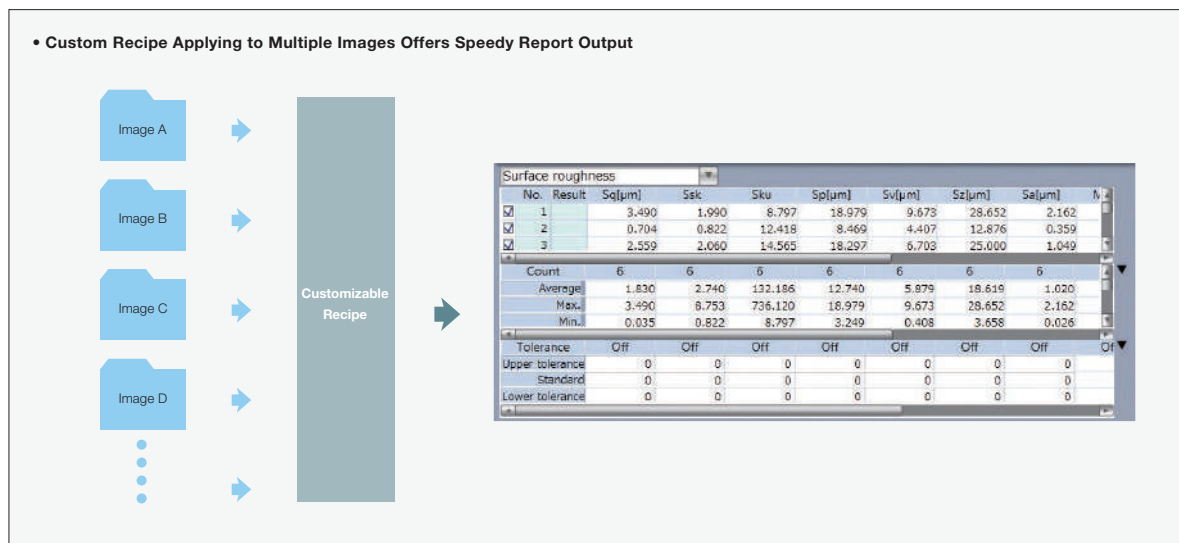 • Custom Recipe Applying to Multiple Images Offers Speedy Report Output
Image A
Image B
Image C
Image D
Customizable
Recipe
Surface roughness
No. Result Sq[µm] Ssk Sku Sp[µm] Sv[µm] Sz[µm] Sa[µm]
1 3.490 1.990 8.797 18.979 9.673 28.652 2.162
2 0.704 0.822 12.418 8.469 4.407 12.876 0.359
3 2.559 2.060 14.565 18.297 6.703 25.000 1.049
Count 6 6 6 6 6 6 6
Average 1.830 2.740 132.186 12.740 5.879 18.619 1.020
Max. 3.490 8.753 736.120 18.979 9.673 28.652 2.162
Min. 0.035 0.822 8.797 3.249 0.408 3.658 0.026
Tolerance Off Off Off Off Off Off Off Of
Upper tolerance 0 0 0 0 0 0 0
Standard 0 0 0 0 0 0 0
Lower tolerance 0 0 0 0 0 0 0